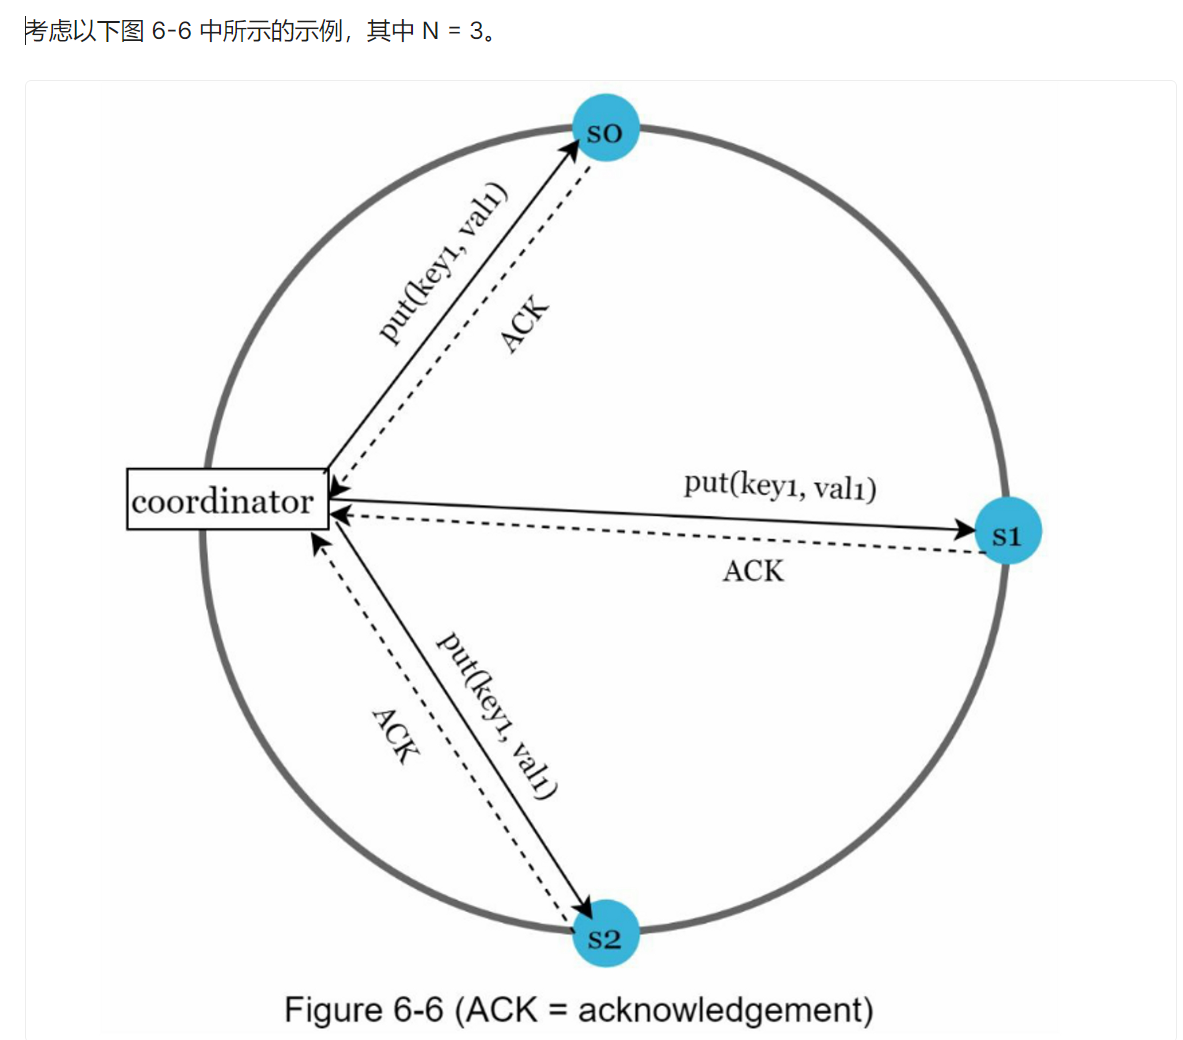 考虑以下图 6-6 中所示的示例，其中 N = 3。
s0
put(key1, val1)
ACK
coordinator
put(key1, val1)
s1
ACK
put(key1, val1)
ACK
s2
Figure 6-6 (ACK = acknowledgement)